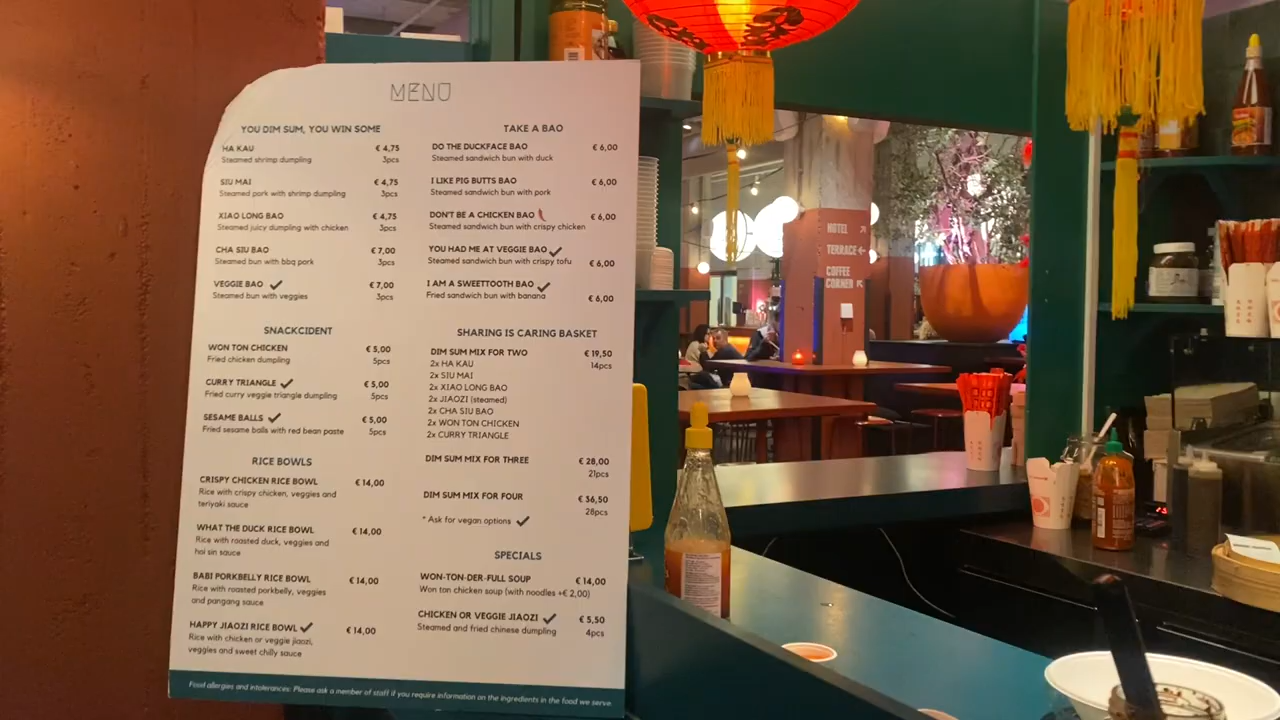 MENU
YOU DIM SUM, YOU WIN SOME
HA KAU € 4,75
Steamed shrimp dumpling 3pcs
SIU MAI € 4,75
Steamed pork with shrimp dumpling 3pcs
XIAO LONG BAO € 4,75
Steamed juicy dumpling with chicken 3pcs
CHA SIU BAO € 7,00
Steamed bun with bbq pork 3pcs
VEGGIE BAO ✔ € 7,00
Steamed bun with veggies 3pcs
SNACKCIDENT
WON TON CHICKEN € 5,00
Fried chicken dumpling 5pcs
CURRY TRIANGLE ✔ € 5,00
Fried curry veggie triangle dumpling 5pcs
SESAME BALLS ✔ € 5,00
Fried sesame balls with red bean paste 5pcs
RICE BOWLS
CRISPY CHICKEN RICE BOWL € 14,00
Rice with crispy chicken, veggies and
teriyaki sauce
WHAT THE DUCK RICE BOWL € 14,00
Rice with roasted duck, veggies and
hoi sin sauce
BABI PORKBELLY RICE BOWL € 14,00
Rice with roasted porkbelly, veggies
and pangang sauce
HAPPY JIAOZI RICE BOWL ✔ € 14,00
Rice with chicken or veggie jiaozi,
veggies and sweet chilly sauce
TAKE A BAO
DO THE DUCKFACE BAO € 6,00
Steamed sandwich bun with duck
I LIKE PIG BUTTS BAO € 6,00
Steamed sandwich bun with pork
DON'T BE A CHICKEN BAO € 6,00
Steamed sandwich bun with crispy chicken
YOU HAD ME AT VEGGIE BAO ✔ € 6,00
Steamed sandwich bun with crispy tofu
I AM A SWEETTOOTH BAO ✔ € 6,00
Fried sandwich bun with banana
SHARING IS CARING BASKET
DIM SUM MIX FOR TWO € 19,50
2x HA KAU 14pcs
2x SIU MAI
2x XIAO LONG BAO
2x JIAOZI (steamed)
2x CHA SIU BAO
2x WON TON CHICKEN
2x CURRY TRIANGLE
DIM SUM MIX FOR THREE € 28,00
21pcs
DIM SUM MIX FOR FOUR € 36,50
28pcs
* Ask for vegan options ✔
SPECIALS
WON-TON-DER-FULL SOUP € 14,00
Won ton chicken soup (with noodles +€ 2,00)
CHICKEN OR VEGGIE JIAOZI ✔ € 5,50
Steamed and fried chinese dumpling 4pcs
Food allergies and intolerances: Please ask a member of staff if you require information on the ingredients in the food we serve
HOTEL ↗
TERRACE ←
COFFEE
CORNER ↖